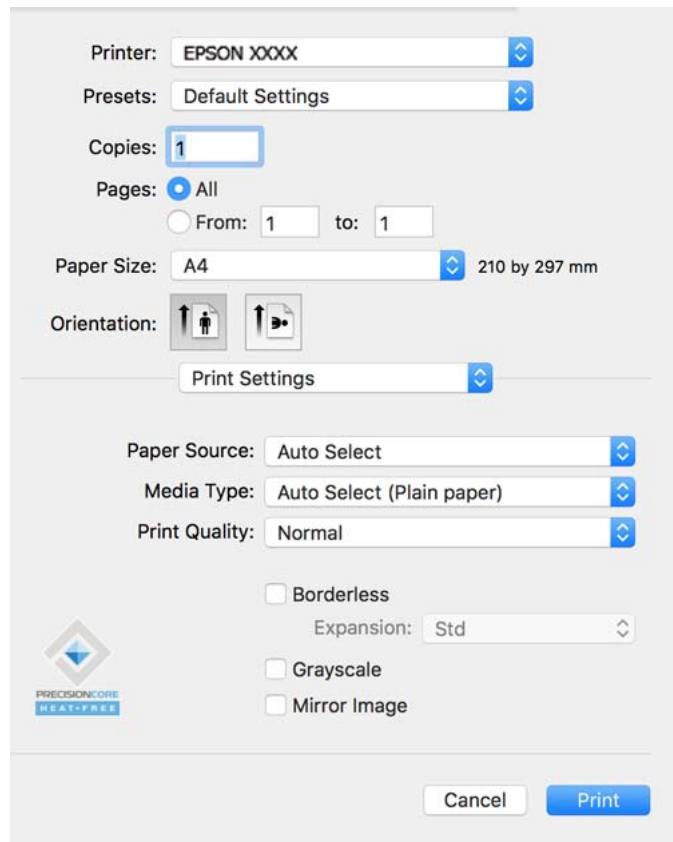 Printer: EPSON XXXX
Presets: Default Settings
Copies: 1
Pages: All
From: 1 to: 1
Paper Size: A4 210 by 297 mm
Orientation:
Print Settings
Paper Source: Auto Select
Media Type: Auto Select (Plain paper)
Print Quality: Normal
Borderless
Expansion: Std
Grayscale
Mirror Image
PRECISIONCORE
HEAT•FREE
Cancel Print